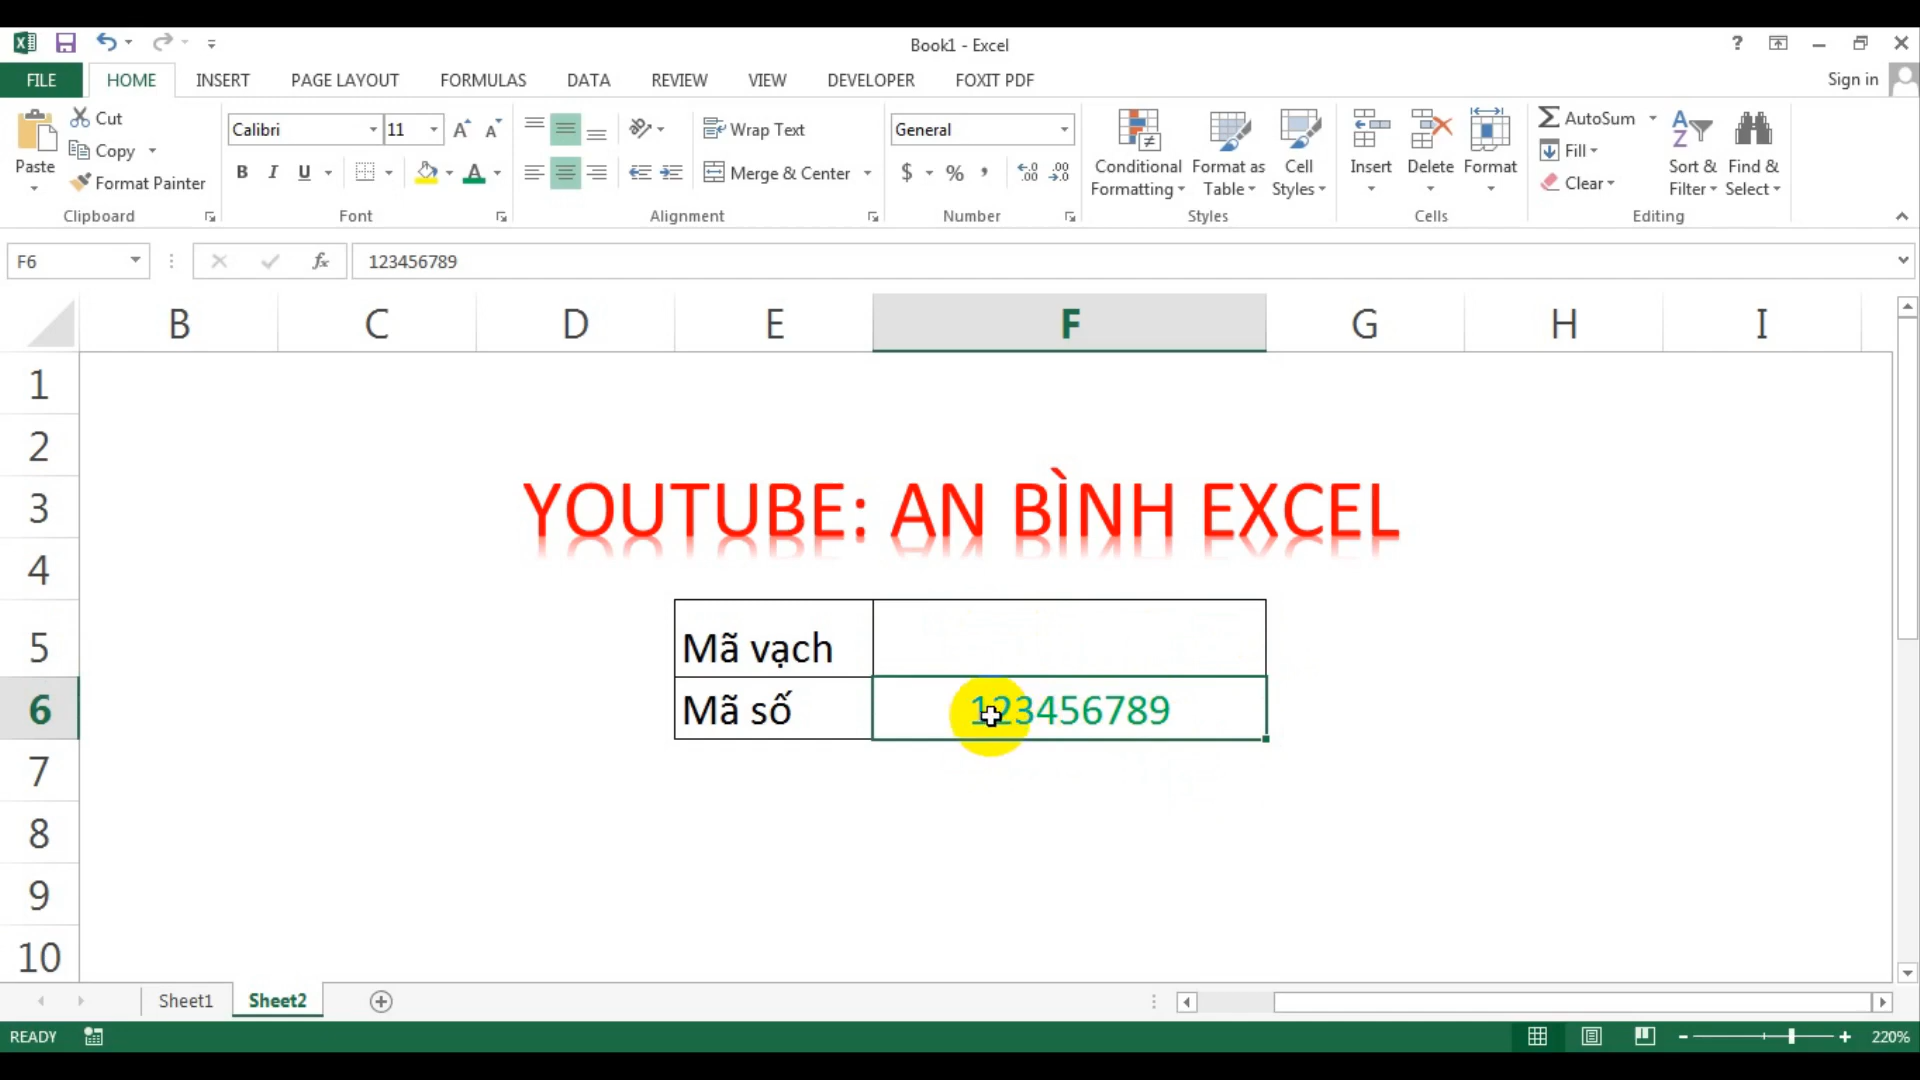 Book1 - Excel
?
FILE HOME INSERT PAGE LAYOUT FORMULAS DATA REVIEW VIEW DEVELOPER FOXIT PDF Sign in
Paste
Cut
Copy
Format Painter
Clipboard
Calibri 11
B I U A
Font
Wrap Text
Merge & Center
Alignment
General
$ % ,
Number
Conditional Formatting
Format as Table
Cell Styles
Styles
Insert
Delete
Format
Cells
AutoSum
Fill
Clear
Sort & Filter
Find & Select
Editing
F6 fx 123456789
B C D E F G H I
1
2
3
4
5
6
7
8
9
10
YOUTUBE: AN BÌNH EXCEL
Mã vạch
Mã số 123456789
Sheet1 Sheet2
READY 220%